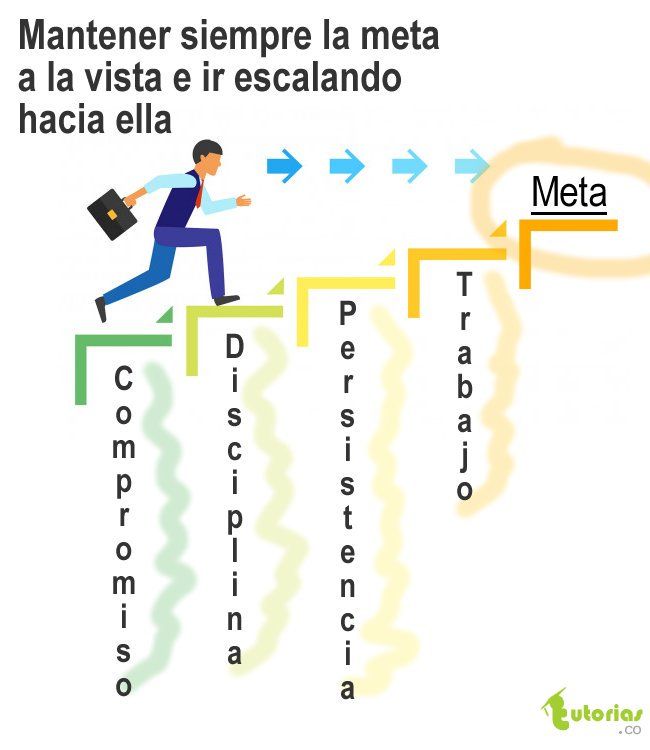 Mantener siempre la meta
a la vista e ir escalando
hacia ella
Meta
Compromiso
Disciplina
Persistencia
Trabajo
tutorias
.co